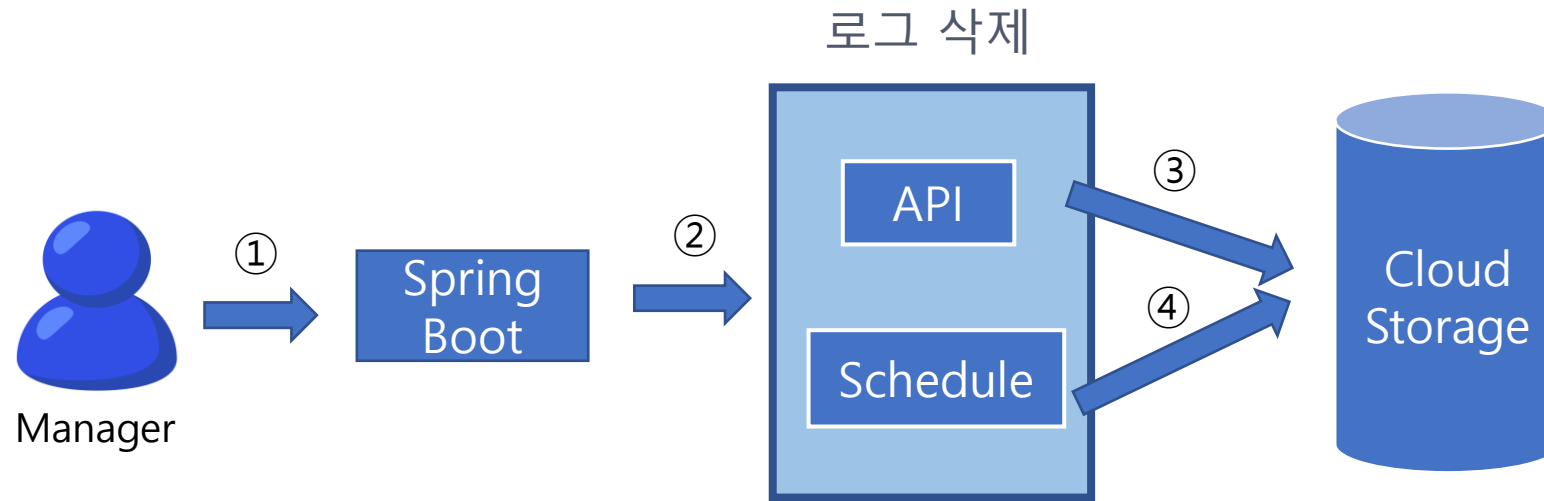 로그 삭제
③
API
②
①
Spring
Boot
Cloud
Storage
④
Schedule
Manager